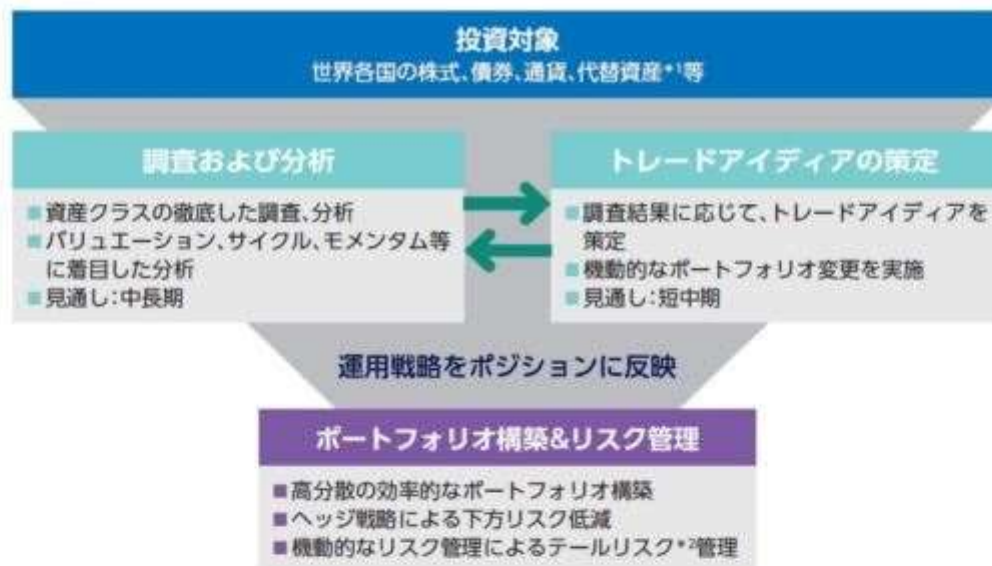 投資対象
世界各国の株式、債券、通貨、代替資産*1等
調査および分析
■資産クラスの徹底した調査、分析
■バリュエーション、サイクル、モメンタム等
に着目した分析
■見通し:中長期
トレードアイディアの策定
■調査結果に応じて、トレードアイディアを
策定
■機動的なポートフォリオ変更を実施
■見通し:短中期
運用戦略をポジションに反映
ポートフォリオ構築&リスク管理
■高分散の効率的なポートフォリオ構築
■ヘッジ戦略による下方リスク低減
■機動的なリスク管理によるテールリスク*2管理